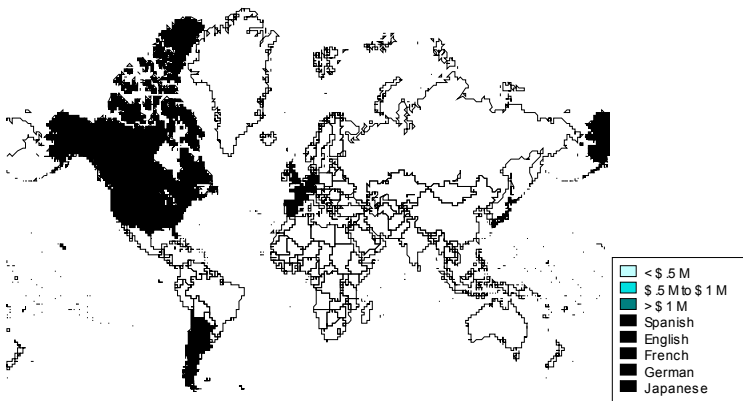 < $ .5 M
$ .5 M to $ 1 M
> $ 1 M
Spanish
English
French
German
Japanese